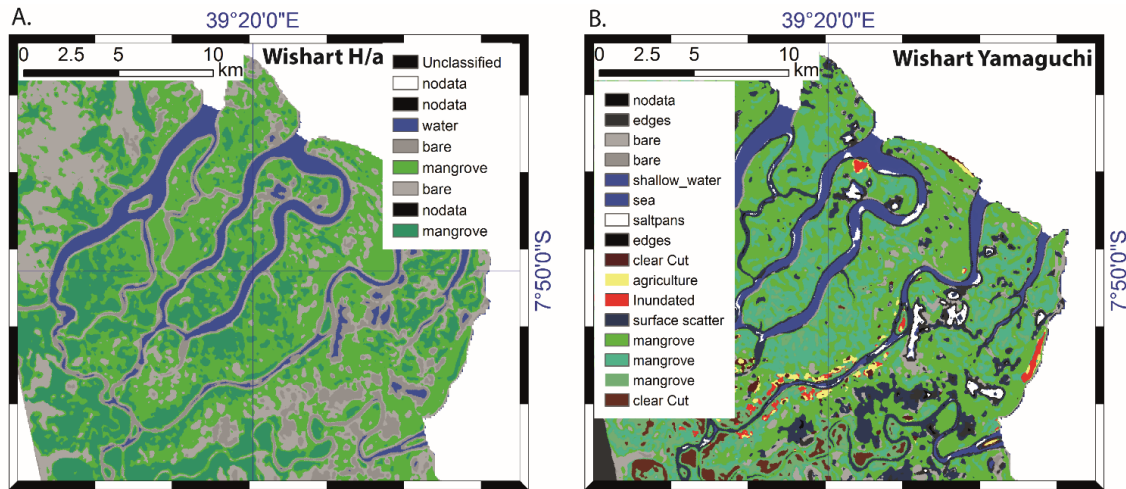 A.
39°20'0"E
0 2.5 5 10
km
Wishart H/a
Unclassified
nodata
nodata
water
bare
mangrove
bare
nodata
mangrove
7°50'0"S
B.
39°20'0"E
0 2.5 5 10
km
Wishart Yamaguchi
nodata
edges
bare
bare
shallow_water
sea
saltpans
edges
clear Cut
agriculture
Inundated
surface scatter
mangrove
mangrove
mangrove
clear Cut
7°50'0"S